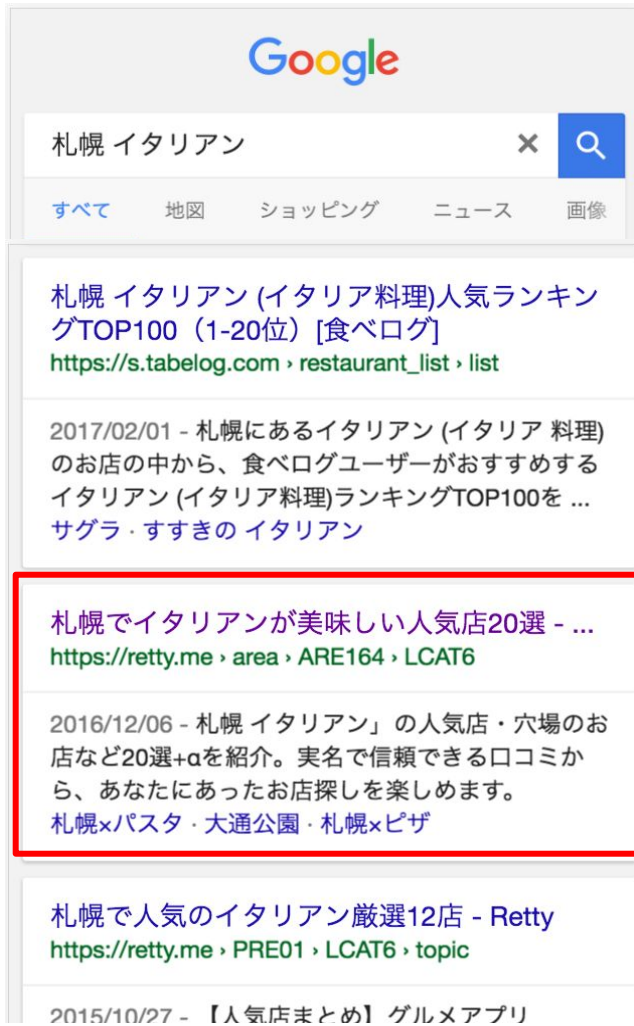 Google
札幌 イタリアン ×
すべて 地図 ショッピング ニュース 画像
札幌 イタリアン (イタリア料理)人気ランキン
グTOP100（1-20位）[食べログ]
https://s.tabelog.com › restaurant_list › list
2017/02/01 - 札幌にあるイタリアン (イタリア 料理)
のお店の中から、食べログユーザーがおすすめする
イタリアン (イタリア料理)ランキングTOP100を ...
サグラ · すすきの イタリアン
札幌でイタリアンが美味しい人気店20選 - ...
https://retty.me › area › ARE164 › LCAT6
2016/12/06 - 札幌 イタリアン」の人気店・穴場のお
店など20選+αを紹介。実名で信頼できる口コミか
ら、あなたにあったお店探しを楽しめます。
札幌×パスタ · 大通公園 · 札幌×ピザ
札幌で人気のイタリアン厳選12店 - Retty
https://retty.me › PRE01 › LCAT6 › topic
2015/10/27 - 【人気店まとめ】グルメアプリ